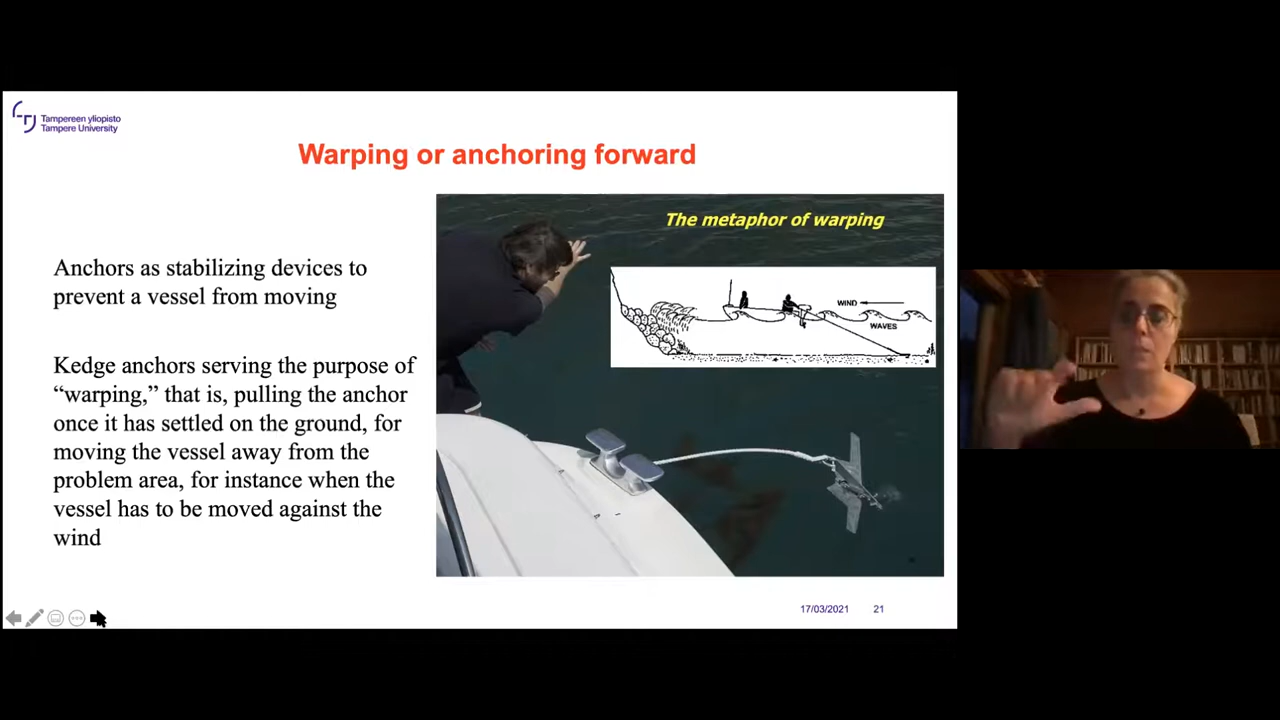 Tampereen yliopisto
Tampere University
Warping or anchoring forward
Anchors as stabilizing devices to
prevent a vessel from moving
Kedge anchors serving the purpose of
“warping,” that is, pulling the anchor
once it has settled on the ground, for
moving the vessel away from the
problem area, for instance when the
vessel has to be moved against the
wind
The metaphor of warping
WIND
WAVES
17/03/2021 21